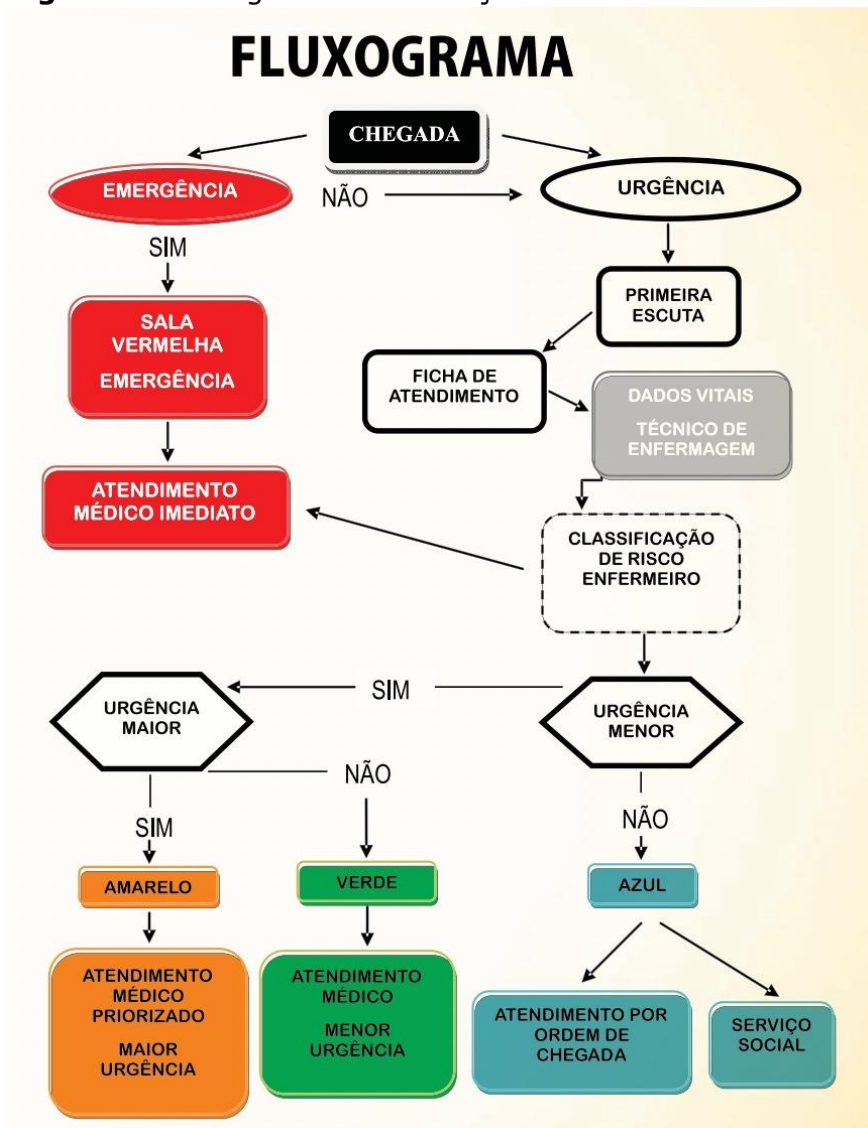 FLUXOGRAMA
CHEGADA
EMERGÊNCIA
NÃO
URGÊNCIA
SIM
PRIMEIRA
ESCUTA
SALA
VERMELHA
EMERGÊNCIA
FICHA DE
ATENDIMENTO
DADOS VITAIS
TÉCNICO DE
ENFERMAGEM
ATENDIMENTO
MÉDICO IMEDIATO
CLASSIFICAÇÃO
DE RISCO
ENFERMEIRO
URGÊNCIA
MAIOR
SIM
URGÊNCIA
MENOR
NÃO
SIM
NÃO
AMARELO
VERDE
AZUL
ATENDIMENTO
MÉDICO
PRIORIZADO
MAIOR
URGÊNCIA
ATENDIMENTO
MÉDICO
MENOR
URGÊNCIA
ATENDIMENTO POR
ORDEM DE
CHEGADA
SERVIÇO
SOCIAL